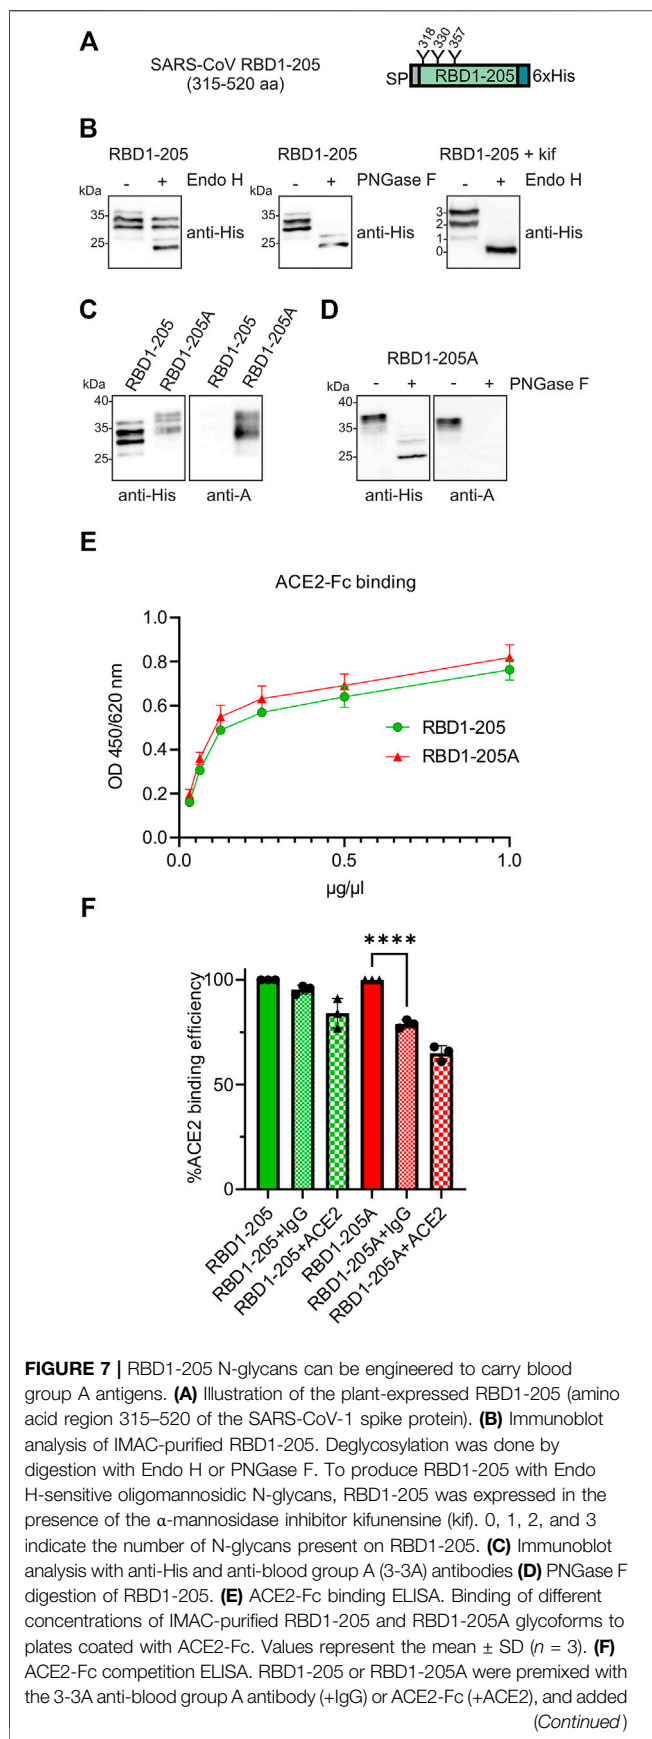 A
SARS-CoV RBD1-205
(315-520 aa)
318
330
357
SP
RBD1-205
6xHis
B
RBD1-205
RBD1-205
RBD1-205 + kif
- + Endo H
- + PNGase F
- + Endo H
kDa
35
25
anti-His
kDa
35
25
anti-His
3
2
1
0
anti-His
C
RBD1-205
RBD1-205A
RBD1-205
RBD1-205A
kDa
40
35
25
anti-His
anti-A
D
RBD1-205A
kDa
- + - + PNGase F
40
35
25
anti-His
anti-A
E
ACE2-Fc binding
OD 450/620 nm
1.0
0.8
0.6
0.4
0.2
0.0
RBD1-205
RBD1-205A
0.0 0.5 1.0
µg/µl
F
****
%ACE2 binding efficiency
100
50
0
RBD1-205
RBD1-205+IgG
RBD1-205+ACE2
RBD1-205A
RBD1-205A+IgG
RBD1-205A+ACE2
FIGURE 7 | RBD1-205 N-glycans can be engineered to carry blood
group A antigens. (A) Illustration of the plant-expressed RBD1-205 (amino
acid region 315–520 of the SARS-CoV-1 spike protein). (B) Immunoblot
analysis of IMAC-purified RBD1-205. Deglycosylation was done by
digestion with Endo H or PNGase F. To produce RBD1-205 with Endo
H-sensitive oligomannosidic N-glycans, RBD1-205 was expressed in the
presence of the α-mannosidase inhibitor kifunensine (kif). 0, 1, 2, and 3
indicate the number of N-glycans present on RBD1-205. (C) Immunoblot
analysis with anti-His and anti-blood group A (3-3A) antibodies (D) PNGase F
digestion of RBD1-205. (E) ACE2-Fc binding ELISA. Binding of different
concentrations of IMAC-purified RBD1-205 and RBD1-205A glycoforms to
plates coated with ACE2-Fc. Values represent the mean ± SD (n = 3). (F)
ACE2-Fc competition ELISA. RBD1-205 or RBD1-205A were premixed with
the 3-3A anti-blood group A antibody (+IgG) or ACE2-Fc (+ACE2), and added
(Continued)